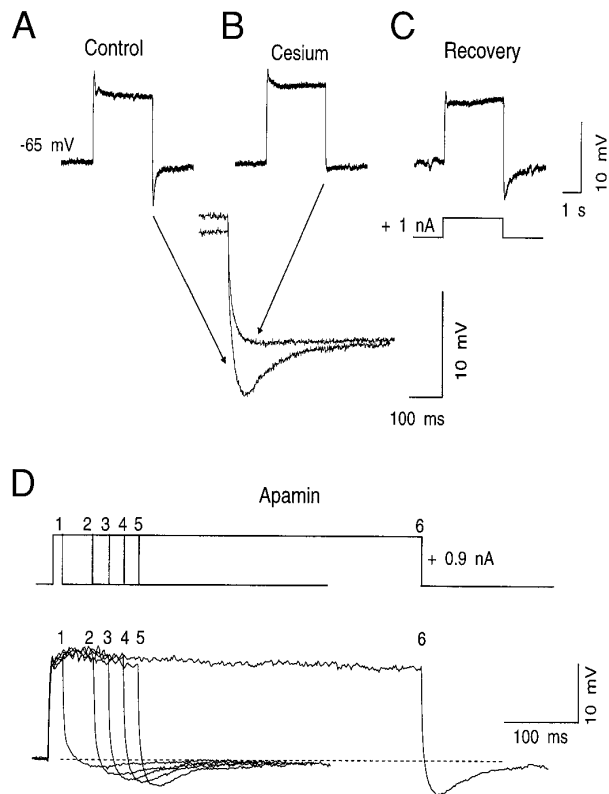 A
B
C
Control
Cesium
Recovery
-65 mV
10 mV
1 s
+ 1 nA
10 mV
100 ms
D
Apamin
1 2 3 4 5 6
+ 0.9 nA
1 2 3 4 5 6
10 mV
100 ms